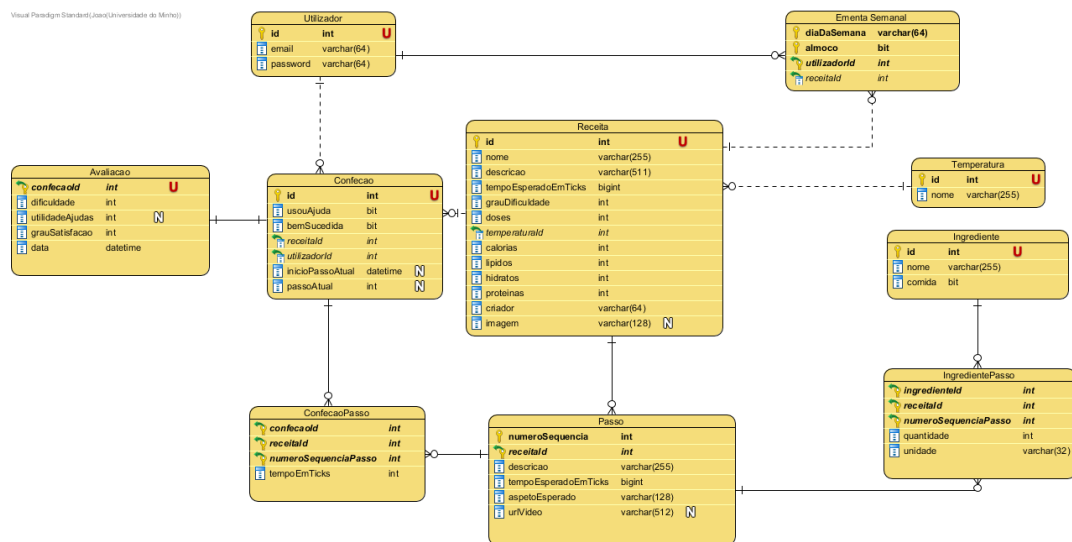 Visual Paradigm Standard(Joao(Universidade do Minho))
Utilizador
id int U
email varchar(64)
password varchar(64)
Ementa Semanal
diaDaSemana varchar(64)
almoco bit
utilizadorId int
receitaId int
Receita
id int U
nome varchar(255)
descricao varchar(511)
tempoEsperadoEmTicks bigint
grauDificuldade int
doses int
temperaturaId int
calorias int
lipidos int
hidratos int
proteinas int
criador varchar(64)
imagem varchar(128) N
Temperatura
id int U
nome varchar(255)
Avaliacao
confecaoId int U
dificuldade int
utilidadeAjudas int N
grauSatisfacao int
data datetime
Confecao
id int U
usouAjuda bit
bemSucedida bit
receitaId int
utilizadorId int
inicioPassoAtual datetime N
passoAtual int N
Ingrediente
id int U
nome varchar(255)
comida bit
IngredientePasso
ingredienteId int
receitaId int
numeroSequenciaPasso int
quantidade int
unidade varchar(32)
ConfecaoPasso
confecaoId int
receitaId int
numeroSequenciaPasso int
tempoEmTicks int
Passo
numeroSequencia int
receitaId int
descricao varchar(255)
tempoEsperadoEmTicks bigint
aspetoEsperado varchar(128)
urlVideo varchar(512) N